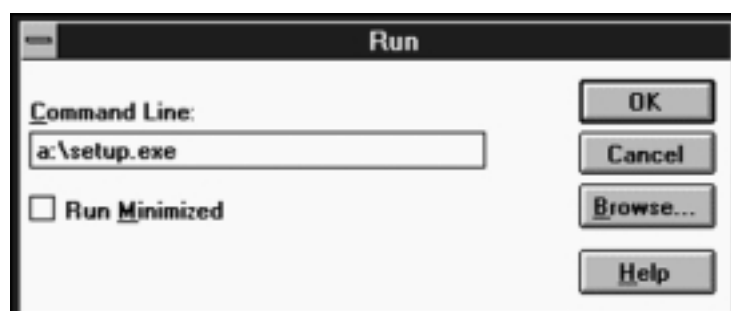 Run
Command Line:
a:\setup.exe
Run Minimized
OK
Cancel
Browse...
Help